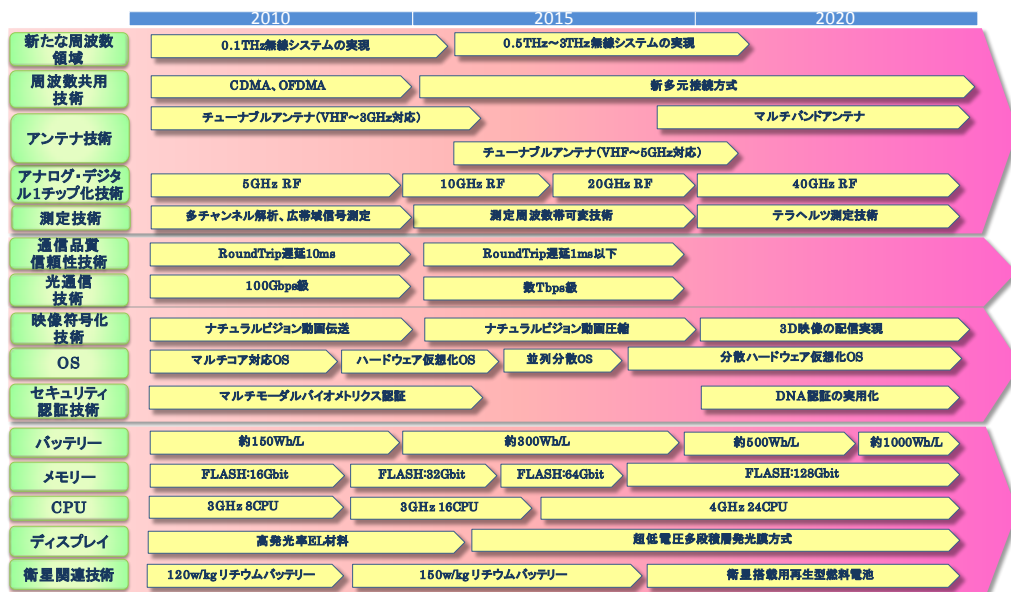 2010 2015 2020
新たな周波数
領域
0.1THz無線システムの実現
0.5THz～3THz無線システムの実現
周波数共用
技術
CDMA、OFDMA
新多元接続方式
アンテナ技術
チューナブルアンテナ(VHF～3GHz対応)
マルチバンドアンテナ
チューナブルアンテナ(VHF～5GHz対応)
アナログ・デジタ
ル1チップ化技術
5GHz RF
10GHz RF
20GHz RF
40GHz RF
測定技術
多チャンネル解析、広帯域信号測定
測定周波数帯可変技術
テラヘルツ測定技術
通信品質
信頼性技術
RoundTrip遅延10ms
RoundTrip遅延1ms以下
光通信
技術
100Gbps級
数Tbps級
映像符号化
技術
ナチュラルビジョン動画伝送
ナチュラルビジョン動画圧縮
3D映像の配信実現
OS
マルチコア対応OS
ハードウェア仮想化OS
並列分散OS
分散ハードウェア仮想化OS
セキュリティ
認証技術
マルチモーダルバイオメトリクス認証
DNA認証の実用化
バッテリー
約150Wh/L
約300Wh/L
約500Wh/L
約1000Wh/L
メモリー
FLASH:16Gbit
FLASH:32Gbit
FLASH:64Gbit
FLASH:128Gbit
CPU
3GHz 8CPU
3GHz 16CPU
4GHz 24CPU
ディスプレイ
高発光率EL材料
超低電圧多段積層発光膜方式
衛星関連技術
120w/kgリチウムバッテリー
150w/kgリチウムバッテリー
衛星搭載用再生型燃料電池